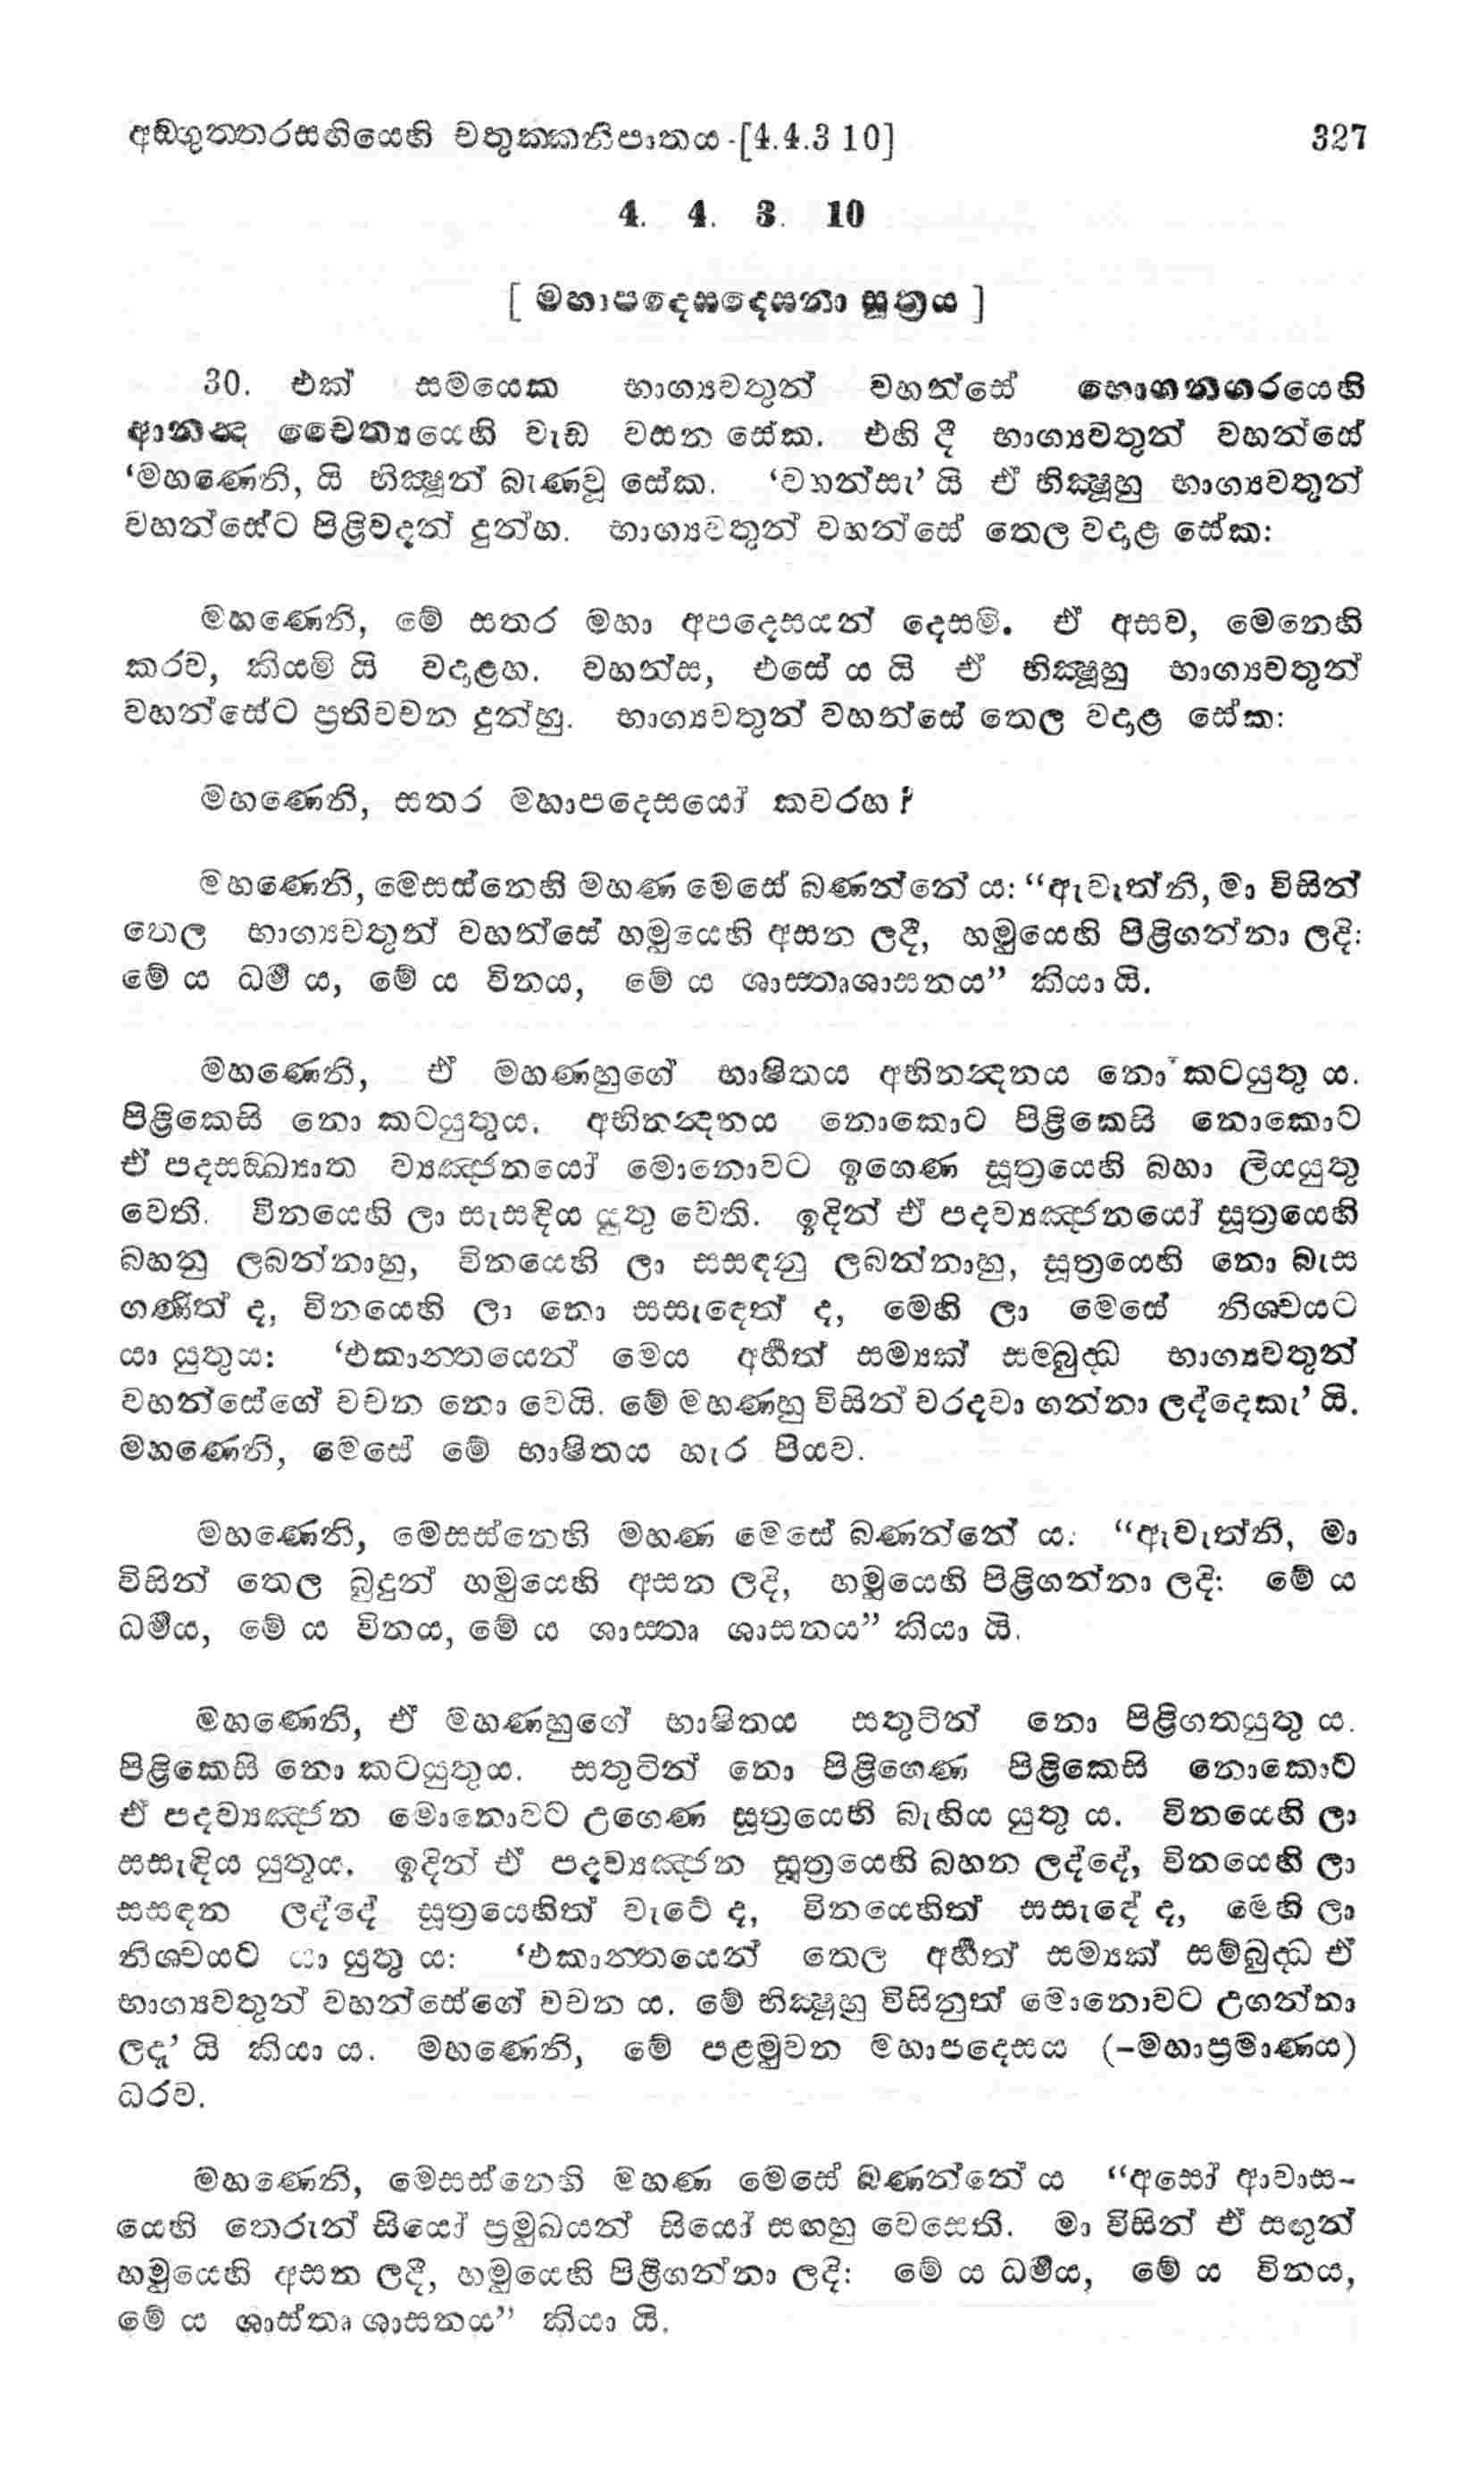 අඞ්ගුත්තරසඟියෙහි චතුක්කනිපාතය -[4.4.3 10] 327
4. 4. 3. 10
[ මහාපදෙසදෙසනා සූත්‍රය ]
30. එක් සමයෙක භාග්‍යවතුන් වහන්සේ භොගනගරයෙහි
ආනන්‍ද චෛත්‍යයෙහි වැඩ වසන සේක. එහි දී භාග්‍යවතුන් වහන්සේ
‘මහණෙනි, යි භික්‍ෂූන් බැණවූ සේක. ‘වහන්සැ’ යි ඒ භික්‍ෂූහු භාග්‍යවතුන්
වහන්සේට පිළිවදන් දුන්හ. භාග්‍යවතුන් වහන්සේ තෙල වදාළ සේක:
මහණෙනි, මේ සතර මහා අපදෙසයන් දෙසමි. ඒ අසව, මෙනෙහි
කරව, කියමි යි වදාළහ. වහන්ස, එසේ ය යි ඒ භික්‍ෂූහු භාග්‍යවතුන්
වහන්සේට ප්‍රතිවචන දුන්හු. භාග්‍යවතුන් වහන්සේ තෙල වදාළ සේක:
මහණෙනි, සතර මහාපදෙසයෝ කවරහ?
මහණෙනි, මෙසස්නෙහි මහණ මෙසේ බණන්නේ ය: “ඇවැත්නි, මා විසින්
තෙල භාග්‍යවතුන් වහන්සේ හමුයෙහි අසන ලදී, හමුයෙහි පිළිගන්නා ලදි:
මේ ය ධර්‍ම ය, මේ ය විනය, මේ ය ශාස්තෘශාසනය” කියා යි.
මහණෙනි, ඒ මහණහුගේ භාෂිතය අභිනන්‍දනය නො කටයුතු ය.
පිළිකෙසි නො කටයුතුය. අභිනන්‍දනය නොකොට පිළිකෙසි නොකොට
ඒ පදසඞ්ඛ්‍යාත ව්‍යඤ්ජනයෝ මොනොවට ඉගෙණ සූත්‍රයෙහි බහා ලියයුතු
වෙති. විනයෙහි ලා සැසඳිය යුතු වෙති. ඉදින් ඒ පදව්‍යඤ්ජනයෝ සූත්‍රයෙහි
බහනු ලබන්නාහු, විනයෙහි ලා සසඳනු ලබන්නාහු, සූත්‍රයෙහි නො බැස
ගණිත් ද, විනයෙහි ලා නො සසැඳෙත් ද, මෙහි ලා මෙසේ නිශ්චයට
යා යුතුය: ‘එකාන්තයෙන් මෙය අර්‍හත් සම්‍යක් සම්බුද්ධ භාග්‍යවතුන්
වහන්සේගේ වචන නො වෙයි. මේ මහණහු විසින් වරදවා ගන්නා ලද්දෙකැ’ යි.
මහණෙනි, මෙසේ මේ භාෂිතය හැර පියව.
මහණෙනි, මෙසස්නෙහි මහණ මෙසේ බණන්නේ ය: “ඇවැත්නි, මා
විසින් තෙල බුදුන් හමුයෙහි අසන ලදි, හමුයෙහි පිළිගන්නා ලදි: මේ ය
ධර්‍මය, මේ ය විනය, මේ ය ශාස්තෘ ශාසනය” කියා යි.
මහණෙනි, ඒ මහණහුගේ භාෂිතය සතුටින් නො පිළිගතයුතු ය.
පිළිකෙසි නො කටයුතුය. සතුටින් නො පිළිගෙණ පිළිකෙසි නොකොට
ඒ පදව්‍යඤ්ජන මොනොවට උගෙණ සූත්‍රයෙහි බැහිය යුතු ය. විනයෙහි ලා
සසැඳිය යුතුය. ඉදින් ඒ පදව්‍යඤ්ජන සූත්‍රයෙහි බහන ලද්දේ, විනයෙහි ලා
සසඳන ලද්දේ සූත්‍රයෙහිත් වැටේ ද, විනයෙහිත් සසැඳේ ද, මෙහි ලා
නිශ්චයට යා යුතු ය: ‘එකාන්තයෙන් තෙල අර්‍හත් සම්‍යක් සම්බුද්ධ ඒ
භාග්‍යවතුන් වහන්සේගේ වචන ය. මේ භික්‍ෂූහු විසිනුත් මොනොවට උගන්නා
ලදැ’ යි කියා ය. මහණෙනි, මේ පළමුවන මහාපදෙසය (-මහාප්‍රමාණය)
ධරව.
මහණෙනි, මෙසස්නෙහි මහණ මෙසේ බණන්නේ ය “අසෝ ආවාස-
යෙහි තෙරුන් සියෝ ප්‍රමුඛයන් සියෝ සඟහු වෙසෙති. මා විසින් ඒ සඟුන්
හමුයෙහි අසන ලදී, හමුයෙහි පිළිගන්නා ලදි: මේ ය ධර්‍මය, මේ ය විනය,
මේ ය ශාස්තෘ ශාසනය” කියා යි.